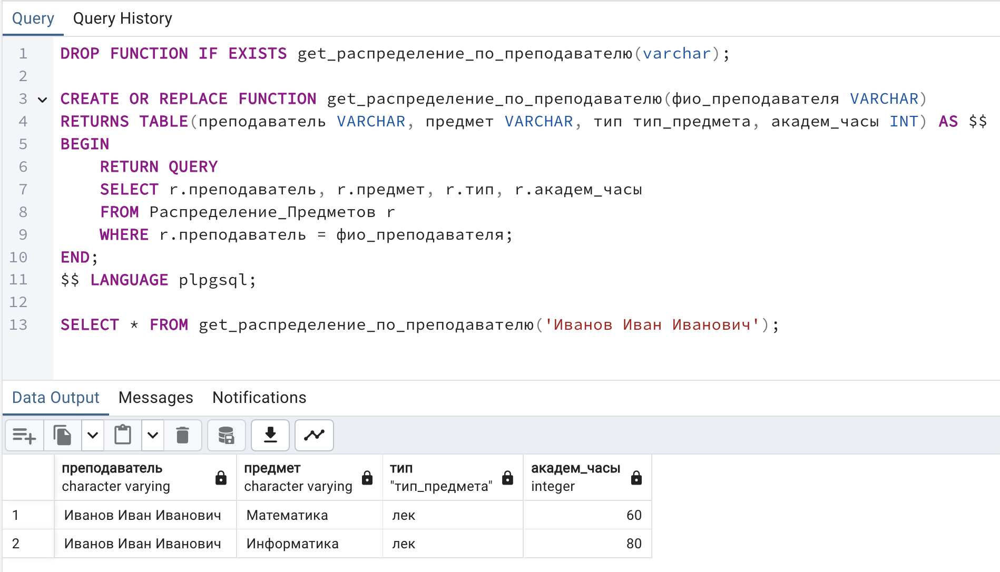 Query Query History
1 DROP FUNCTION IF EXISTS get_распределение_по_преподавателю(varchar);
2
3 CREATE OR REPLACE FUNCTION get_распределение_по_преподавателю(фио_преподавателя VARCHAR)
4 RETURNS TABLE(преподаватель VARCHAR, предмет VARCHAR, тип тип_предмета, академ_часы INT) AS $$
5 BEGIN
6 RETURN QUERY
7 SELECT r.преподаватель, r.предмет, r.тип, r.академ_часы
8 FROM Распределение_Предметов r
9 WHERE r.преподаватель = фио_преподавателя;
10 END;
11 $$ LANGUAGE plpgsql;
12
13 SELECT * FROM get_распределение_по_преподавателю('Иванов Иван Иванович');
Data Output Messages Notifications
преподаватель предмет тип академ_часы
character varying character varying "тип_предмета" integer
1 Иванов Иван Иванович Математика лек 60
2 Иванов Иван Иванович Информатика лек 80